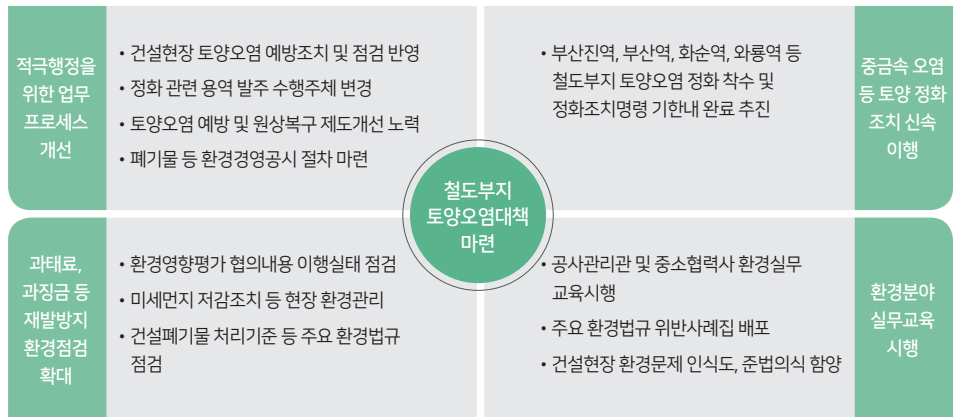 적극행정을
위한 업무
프로세스
개선
• 건설현장 토양오염 예방조치 및 점검 반영
• 정화 관련 용역 발주 수행주체 변경
• 토양오염 예방 및 원상복구 제도개선 노력
• 폐기물 등 환경경영공시 절차 마련
• 부산진역, 부산역, 화순역, 와룡역 등
철도부지 토양오염 정화 착수 및
정화조치명령 기한내 완료 추진
중금속 오염
등 토양 정화
조치 신속
이행
철도부지
토양오염대책
마련
과태료,
과징금 등
재발방지
환경점검
확대
• 환경영향평가 협의내용 이행실태 점검
• 미세먼지 저감조치 등 현장 환경관리
• 건설폐기물 처리기준 등 주요 환경법규
점검
• 공사관리관 및 중소협력사 환경실무
교육시행
• 주요 환경법규 위반사례집 배포
• 건설현장 환경문제 인식도, 준법의식 함양
환경분야
실무교육
시행